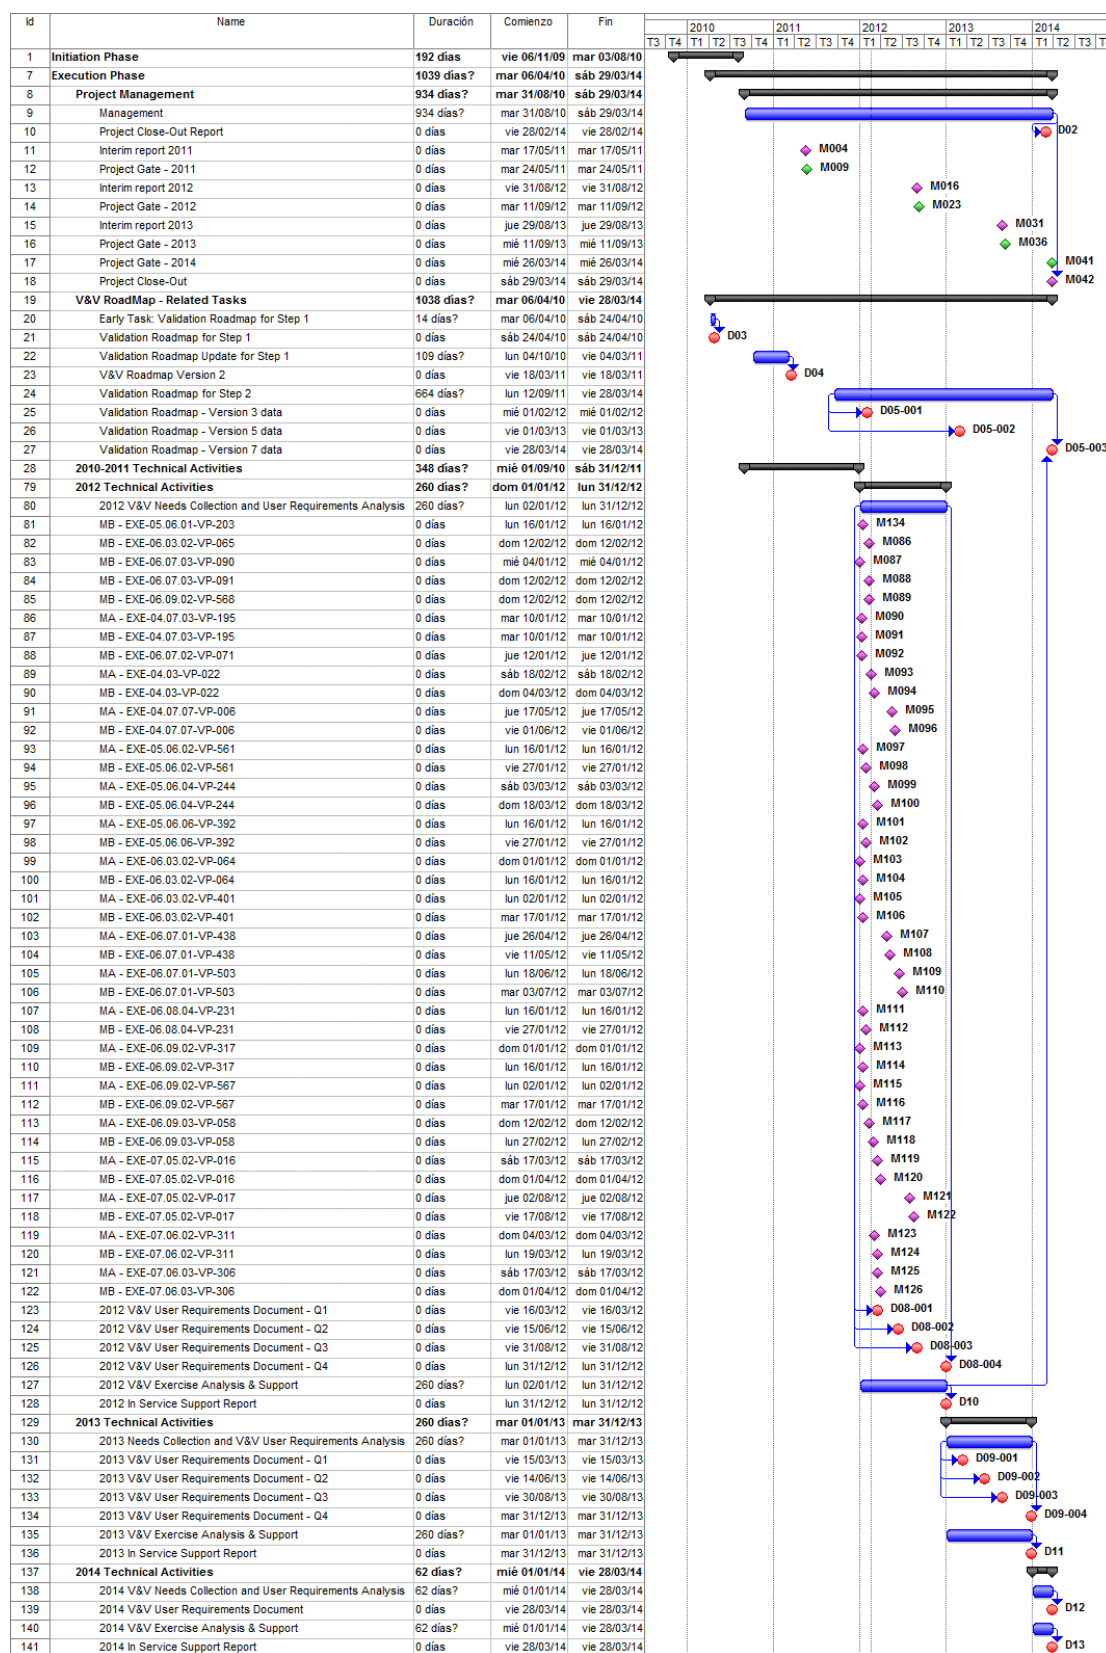 Id Name Duración Comienzo Fin 2010 2011 2012 2013 2014
T3 T4 T1 T2 T3 T4 T1 T2 T3 T4 T1 T2 T3 T4 T1 T2 T3 T4 T1 T2 T3 T
1 Initiation Phase 192 días vie 06/11/09 mar 03/08/10
7 Execution Phase 1039 días? mar 06/04/10 sáb 29/03/14
8 Project Management 934 días? mar 31/08/10 sáb 29/03/14
9 Management 934 días? mar 31/08/10 sáb 29/03/14
10 Project Close-Out Report 0 días vie 28/02/14 vie 28/02/14 D02
11 Interim report 2011 0 días mar 17/05/11 mar 17/05/11 M004
12 Project Gate - 2011 0 días mar 24/05/11 mar 24/05/11 M009
13 Interim report 2012 0 días vie 31/08/12 vie 31/08/12 M016
14 Project Gate - 2012 0 días mar 11/09/12 mar 11/09/12 M023
15 Interim report 2013 0 días jue 29/08/13 jue 29/08/13 M031
16 Project Gate - 2013 0 días mié 11/09/13 mié 11/09/13 M036
17 Project Gate - 2014 0 días mié 26/03/14 mié 26/03/14 M041
18 Project Close-Out 0 días sáb 29/03/14 sáb 29/03/14 M042
19 V&V RoadMap - Related Tasks 1038 días? mar 06/04/10 vie 28/03/14
20 Early Task: Validation Roadmap for Step 1 14 días? mar 06/04/10 sáb 24/04/10
21 Validation Roadmap for Step 1 0 días sáb 24/04/10 sáb 24/04/10 D03
22 Validation Roadmap Update for Step 1 109 días? lun 04/10/10 vie 04/03/11
23 V&V Roadmap Version 2 0 días vie 18/03/11 vie 18/03/11 D04
24 Validation Roadmap for Step 2 664 días? lun 12/09/11 vie 28/03/14
25 Validation Roadmap - Version 3 data 0 días mié 01/02/12 mié 01/02/12 D05-001
26 Validation Roadmap - Version 5 data 0 días vie 01/03/13 vie 01/03/13 D05-002
27 Validation Roadmap - Version 7 data 0 días vie 28/03/14 vie 28/03/14 D05-003
28 2010-2011 Technical Activities 348 días? mié 01/09/10 sáb 31/12/11
79 2012 Technical Activities 260 días? dom 01/01/12 lun 31/12/12
80 2012 V&V Needs Collection and User Requirements Analysis 260 días? lun 02/01/12 lun 31/12/12
81 MB - EXE-05.06.01-VP-203 0 días lun 16/01/12 lun 16/01/12 M134
82 MB - EXE-06.03.02-VP-065 0 días dom 12/02/12 dom 12/02/12 M086
83 MB - EXE-06.07.03-VP-090 0 días mié 04/01/12 mié 04/01/12 M087
84 MB - EXE-06.07.03-VP-091 0 días dom 12/02/12 dom 12/02/12 M088
85 MB - EXE-06.09.02-VP-568 0 días dom 12/02/12 dom 12/02/12 M089
86 MA - EXE-04.07.03-VP-195 0 días mar 10/01/12 mar 10/01/12 M090
87 MB - EXE-04.07.03-VP-195 0 días mar 10/01/12 mar 10/01/12 M091
88 MB - EXE-06.07.02-VP-071 0 días jue 12/01/12 jue 12/01/12 M092
89 MA - EXE-04.03-VP-022 0 días sáb 18/02/12 sáb 18/02/12 M093
90 MB - EXE-04.03-VP-022 0 días dom 04/03/12 dom 04/03/12 M094
91 MA - EXE-04.07.07-VP-006 0 días jue 17/05/12 jue 17/05/12 M095
92 MB - EXE-04.07.07-VP-006 0 días vie 01/06/12 vie 01/06/12 M096
93 MA - EXE-05.06.02-VP-561 0 días lun 16/01/12 lun 16/01/12 M097
94 MB - EXE-05.06.02-VP-561 0 días vie 27/01/12 vie 27/01/12 M098
95 MA - EXE-05.06.04-VP-244 0 días sáb 03/03/12 sáb 03/03/12 M099
96 MB - EXE-05.06.04-VP-244 0 días dom 18/03/12 dom 18/03/12 M100
97 MA - EXE-05.06.06-VP-392 0 días lun 16/01/12 lun 16/01/12 M101
98 MB - EXE-05.06.06-VP-392 0 días vie 27/01/12 vie 27/01/12 M102
99 MA - EXE-06.03.02-VP-064 0 días dom 01/01/12 dom 01/01/12 M103
100 MB - EXE-06.03.02-VP-064 0 días lun 16/01/12 lun 16/01/12 M104
101 MA - EXE-06.03.02-VP-401 0 días lun 02/01/12 lun 02/01/12 M105
102 MB - EXE-06.03.02-VP-401 0 días mar 17/01/12 mar 17/01/12 M106
103 MA - EXE-06.07.01-VP-438 0 días jue 26/04/12 jue 26/04/12 M107
104 MB - EXE-06.07.01-VP-438 0 días vie 11/05/12 vie 11/05/12 M108
105 MA - EXE-06.07.01-VP-503 0 días lun 18/06/12 lun 18/06/12 M109
106 MB - EXE-06.07.01-VP-503 0 días mar 03/07/12 mar 03/07/12 M110
107 MA - EXE-06.08.04-VP-231 0 días lun 16/01/12 lun 16/01/12 M111
108 MB - EXE-06.08.04-VP-231 0 días vie 27/01/12 vie 27/01/12 M112
109 MA - EXE-06.09.02-VP-317 0 días dom 01/01/12 dom 01/01/12 M113
110 MB - EXE-06.09.02-VP-317 0 días lun 16/01/12 lun 16/01/12 M114
111 MA - EXE-06.09.02-VP-567 0 días lun 02/01/12 lun 02/01/12 M115
112 MB - EXE-06.09.02-VP-567 0 días mar 17/01/12 mar 17/01/12 M116
113 MA - EXE-06.09.03-VP-058 0 días dom 12/02/12 dom 12/02/12 M117
114 MB - EXE-06.09.03-VP-058 0 días lun 27/02/12 lun 27/02/12 M118
115 MA - EXE-07.05.02-VP-016 0 días sáb 17/03/12 sáb 17/03/12 M119
116 MB - EXE-07.05.02-VP-016 0 días dom 01/04/12 dom 01/04/12 M120
117 MA - EXE-07.05.02-VP-017 0 días jue 02/08/12 jue 02/08/12 M121
118 MB - EXE-07.05.02-VP-017 0 días vie 17/08/12 vie 17/08/12 M122
119 MA - EXE-07.06.02-VP-311 0 días dom 04/03/12 dom 04/03/12 M123
120 MB - EXE-07.06.02-VP-311 0 días lun 19/03/12 lun 19/03/12 M124
121 MA - EXE-07.06.03-VP-306 0 días sáb 17/03/12 sáb 17/03/12 M125
122 MB - EXE-07.06.03-VP-306 0 días dom 01/04/12 dom 01/04/12 M126
123 2012 V&V User Requirements Document - Q1 0 días vie 16/03/12 vie 16/03/12 D08-001
124 2012 V&V User Requirements Document - Q2 0 días vie 15/06/12 vie 15/06/12 D08-002
125 2012 V&V User Requirements Document - Q3 0 días vie 31/08/12 vie 31/08/12 D08-003
126 2012 V&V User Requirements Document - Q4 0 días lun 31/12/12 lun 31/12/12 D08-004
127 2012 V&V Exercise Analysis & Support 260 días? lun 02/01/12 lun 31/12/12
128 2012 In Service Support Report 0 días lun 31/12/12 lun 31/12/12 D10
129 2013 Technical Activities 260 días? mar 01/01/13 mar 31/12/13
130 2013 Needs Collection and V&V User Requirements Analysis 260 días? mar 01/01/13 mar 31/12/13
131 2013 V&V User Requirements Document - Q1 0 días vie 15/03/13 vie 15/03/13 D09-001
132 2013 V&V User Requirements Document - Q2 0 días vie 14/06/13 vie 14/06/13 D09-002
133 2013 V&V User Requirements Document - Q3 0 días vie 30/08/13 vie 30/08/13 D09-003
134 2013 V&V User Requirements Document - Q4 0 días mar 31/12/13 mar 31/12/13 D09-004
135 2013 V&V Exercise Analysis & Support 260 días? mar 01/01/13 mar 31/12/13
136 2013 In Service Support Report 0 días mar 31/12/13 mar 31/12/13 D11
137 2014 Technical Activities 62 días? mié 01/01/14 vie 28/03/14
138 2014 V&V Needs Collection and User Requirements Analysis 62 días? mié 01/01/14 vie 28/03/14
139 2014 V&V User Requirements Document 0 días vie 28/03/14 vie 28/03/14 D12
140 2014 V&V Exercise Analysis & Support 62 días? mié 01/01/14 vie 28/03/14
141 2014 In Service Support Report 0 días vie 28/03/14 vie 28/03/14 D13